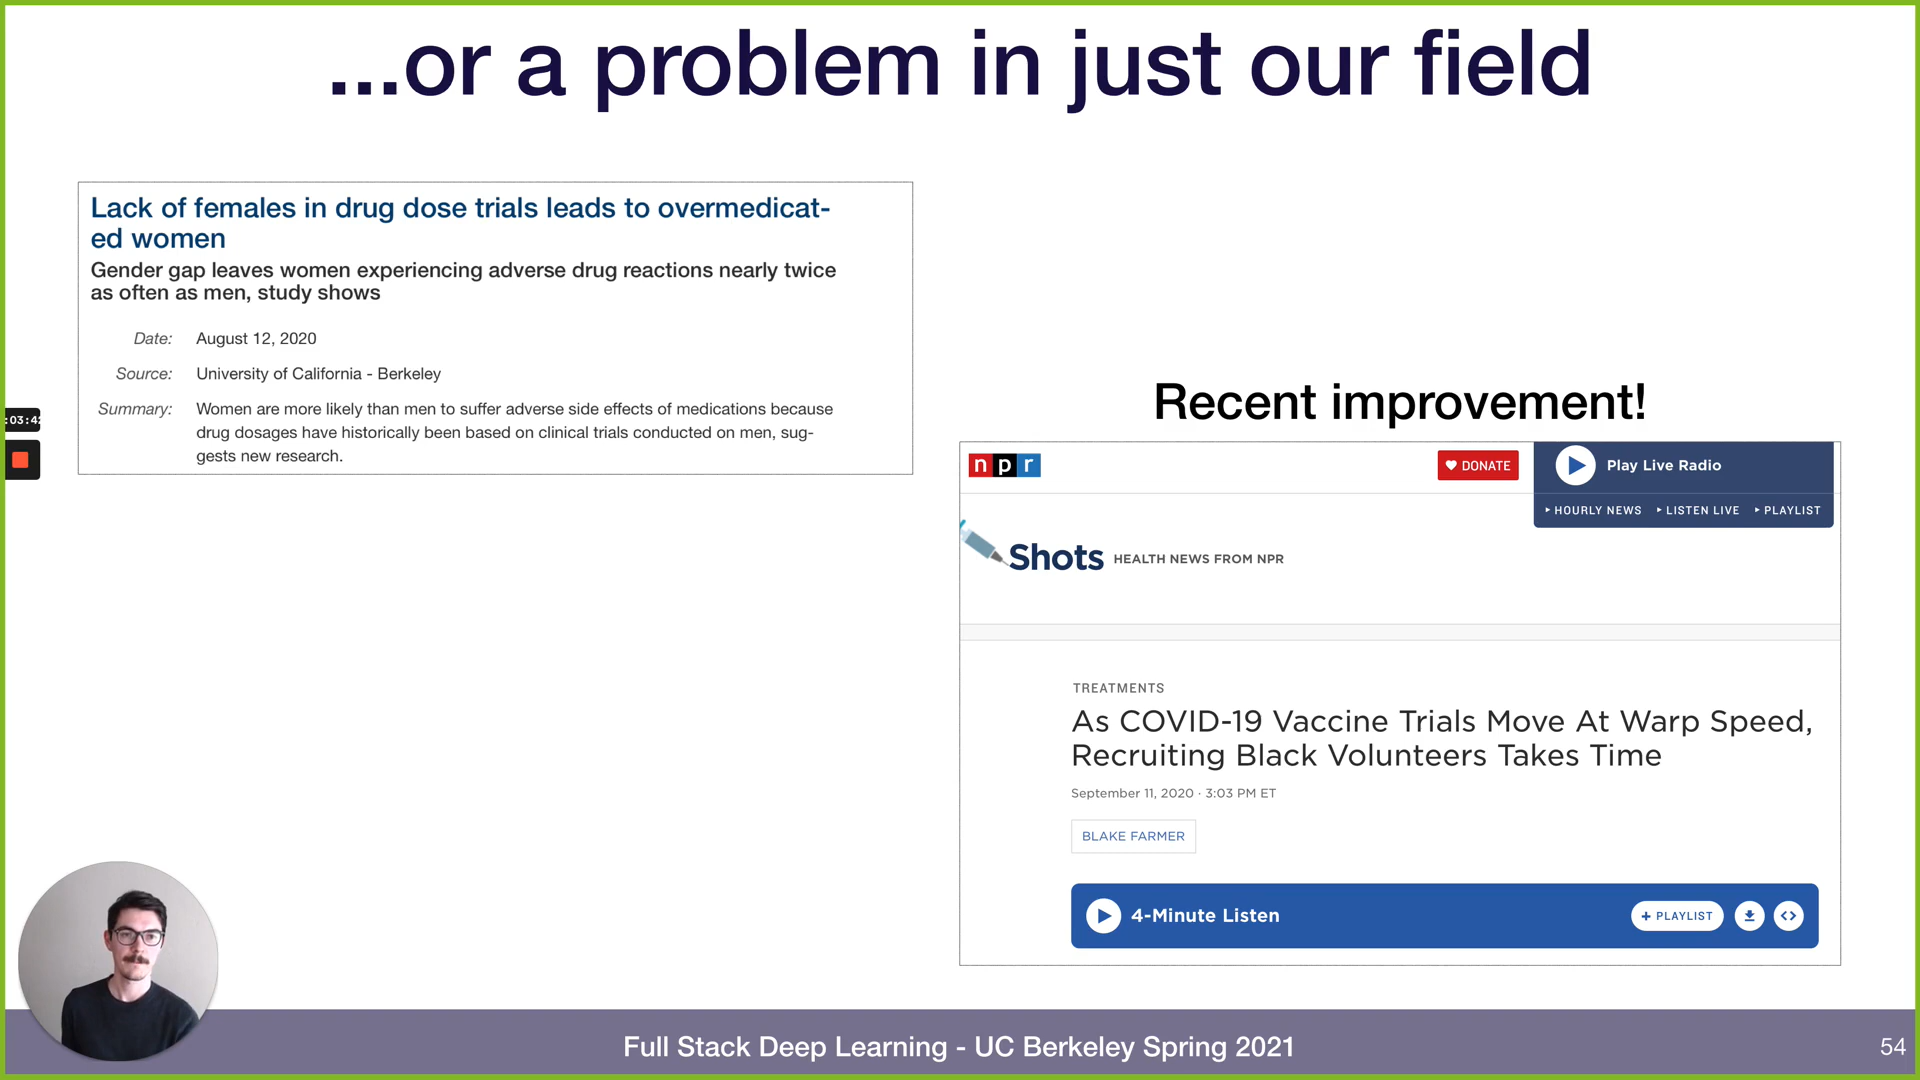 ...or a problem in just our field
Lack of females in drug dose trials leads to overmedicat-
ed women
Gender gap leaves women experiencing adverse drug reactions nearly twice
as often as men, study shows
Date: August 12, 2020
Source: University of California - Berkeley
Summary: Women are more likely than men to suffer adverse side effects of medications because
drug dosages have historically been based on clinical trials conducted on men, sug-
gests new research.
Recent improvement!
npr
DONATE
Play Live Radio
HOURLY NEWS LISTEN LIVE PLAYLIST
Shots HEALTH NEWS FROM NPR
TREATMENTS
As COVID-19 Vaccine Trials Move At Warp Speed,
Recruiting Black Volunteers Takes Time
September 11, 2020 · 3:03 PM ET
BLAKE FARMER
4-Minute Listen
+ PLAYLIST
Full Stack Deep Learning - UC Berkeley Spring 2021
54